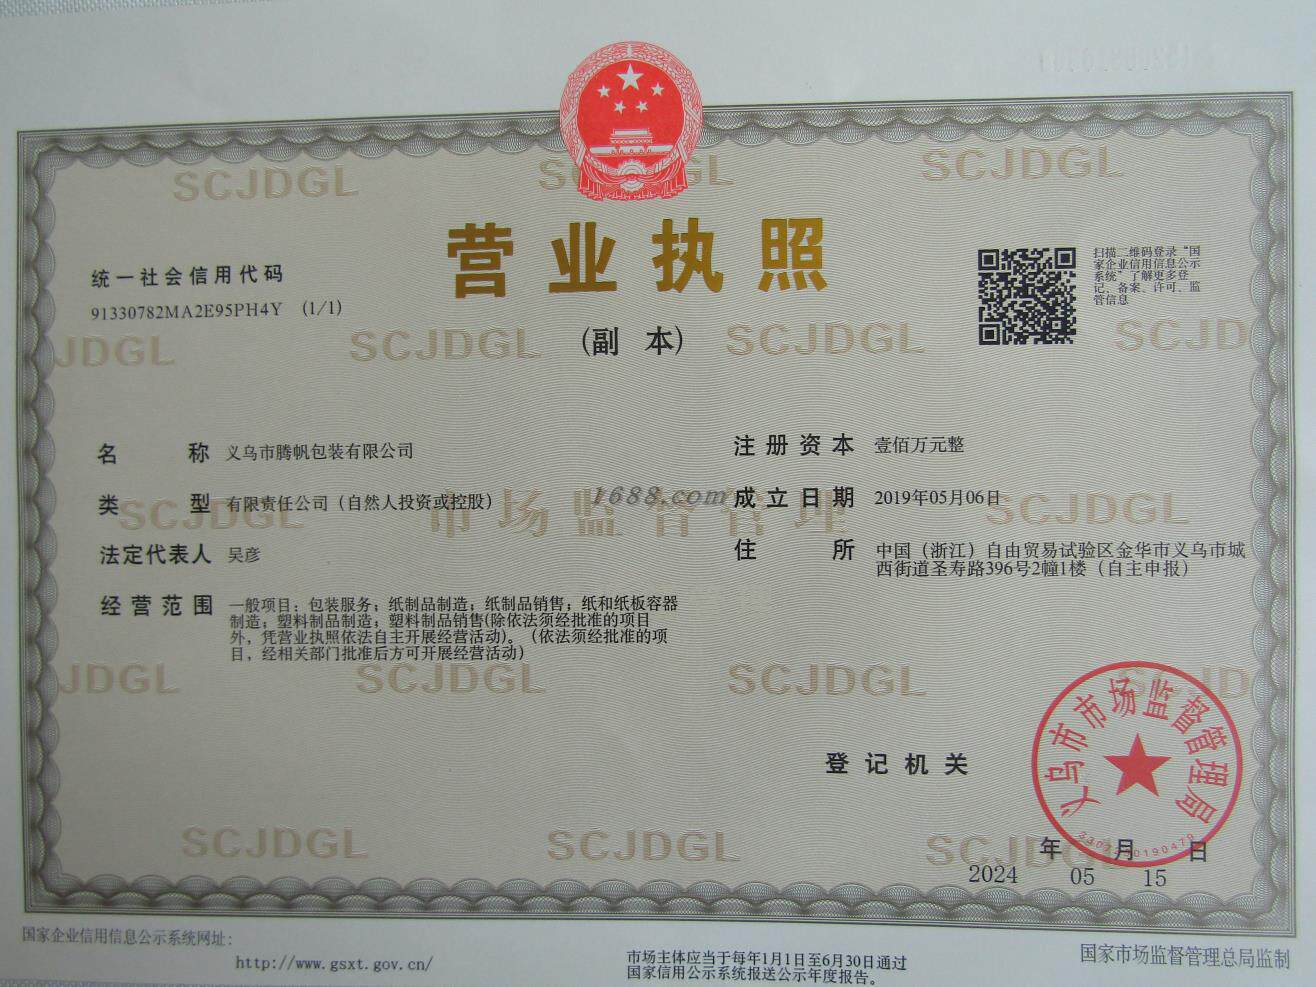 营业执照
(副 本)
统一社会信用代码
91330782MA2E95PH4Y (1/1)
扫描二维码登录“国
家企业信用信息公示
系统”了解更多登
记、备案、许可、监
管信息
名 称 义乌市腾帆包装有限公司
类 型 有限责任公司（自然人投资或控股）
法定代表人 吴彦
经营范围 一般项目：包装服务；纸制品制造；纸制品销售；纸和纸板容器
制造；塑料制品制造；塑料制品销售(除依法须经批准的项目
外，凭营业执照依法自主开展经营活动)。（依法须经批准的项
目，经相关部门批准后方可开展经营活动）
注册资本 壹佰万元整
成立日期 2019年05月06日
住 所 中国（浙江）自由贸易试验区金华市义乌市城
西街道圣寿路396号2幢1楼（自主申报）
1688.com
市场监督管理
SCJDGL
登记机关
义乌市市场监督管理局
年 月 日
2024 05 15
国家企业信用信息公示系统网址：
http://www.gsxt.gov.cn/
市场主体应当于每年1月1日至6月30日通过
国家信用公示系统报送公示年度报告。
国家市场监督管理总局监制